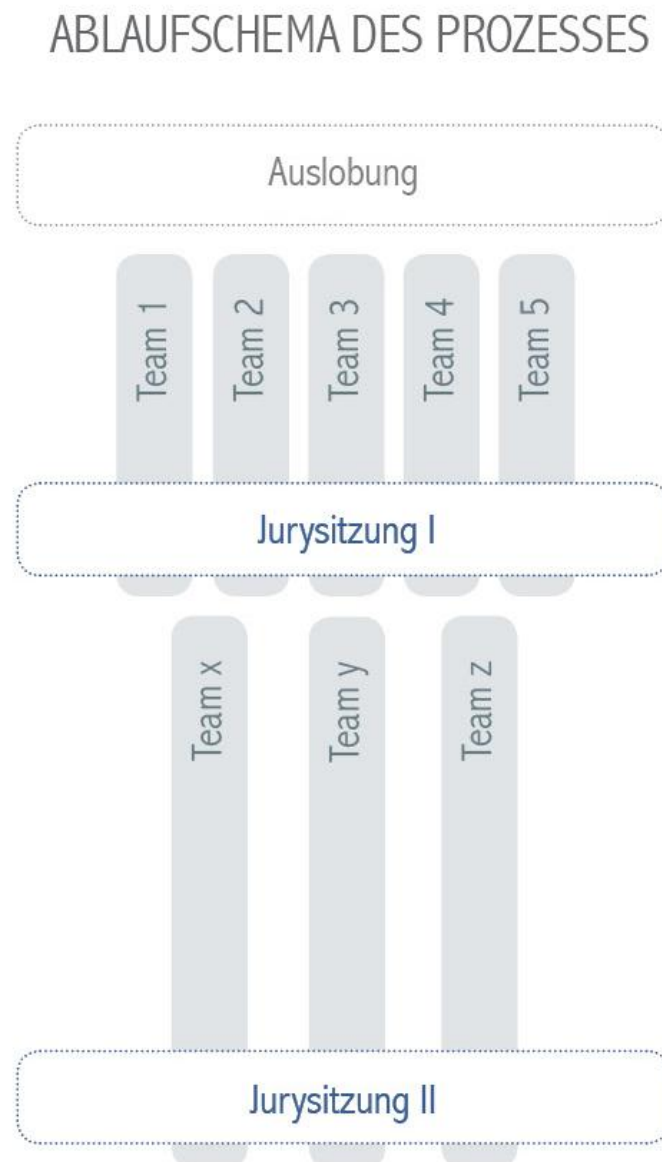 ABLAUFSCHEMA DES PROZESSES
Auslobung
Team 1
Team 2
Team 3
Team 4
Team 5
Jurysitzung I
Team x
Team y
Team z
Jurysitzung II